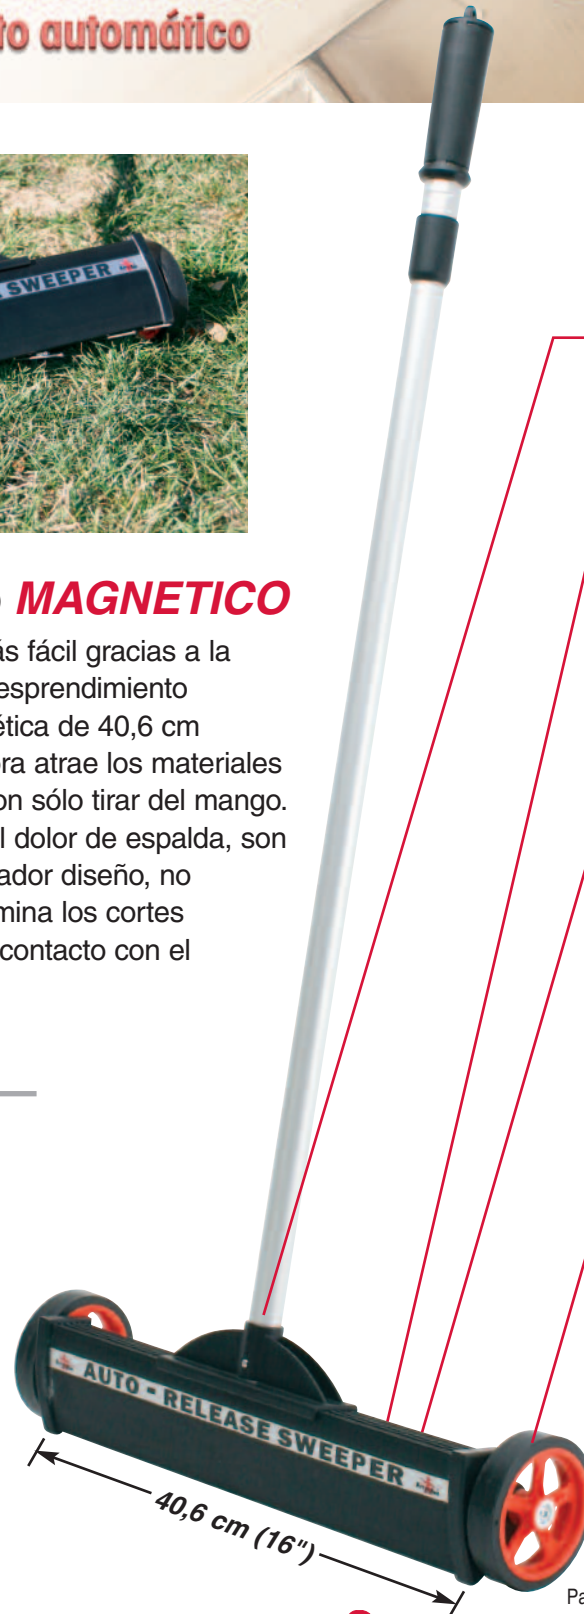 to automático
SWEEPER
MAGNETICO
ás fácil gracias a la
esprendimiento
ética de 40,6 cm
ora atrae los materiales
on sólo tirar del mango.
l dolor de espalda, son
ador diseño, no
mina los cortes
contacto con el
AUTO - RELEASE SWEEPER
40,6 cm (16")
Pa